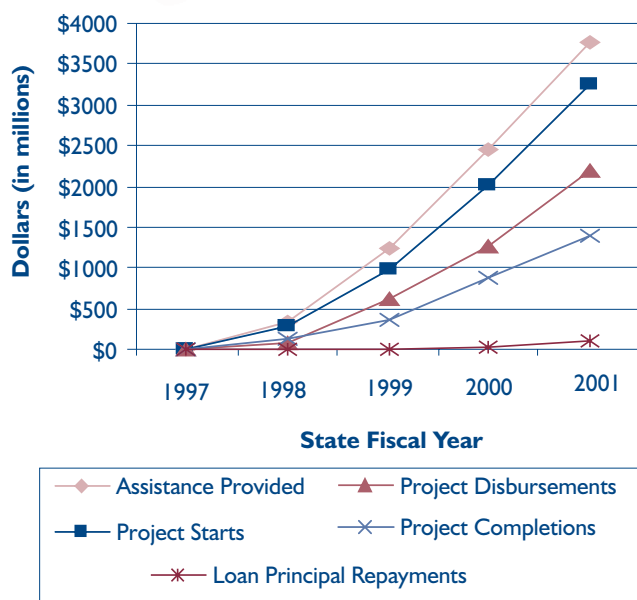 $4000
$3500
$3000
$2500
$2000
$1500
$1000
$500
$0
Dollars (in millions)
1997 1998 1999 2000 2001
State Fiscal Year
Assistance Provided Project Disbursements
Project Starts Project Completions
Loan Principal Repayments